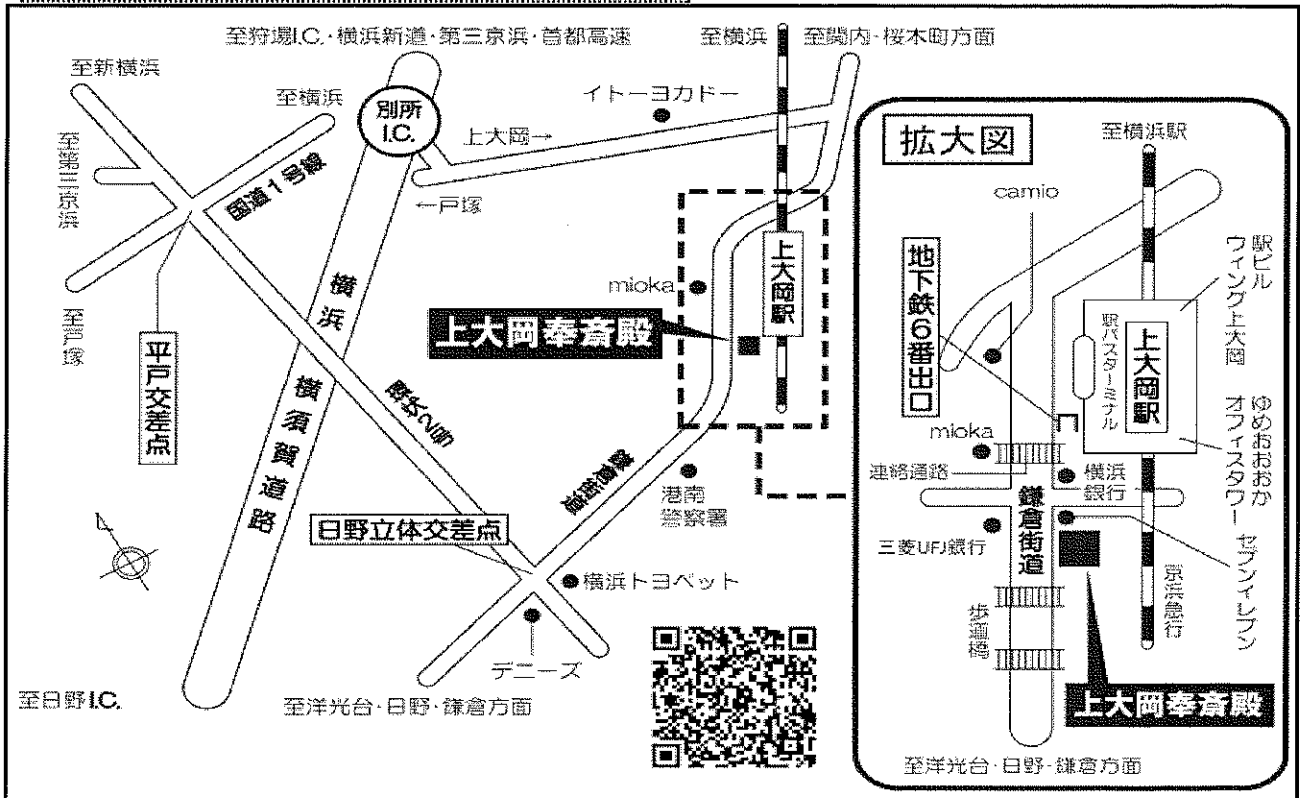 至狩場I.C.・横浜新道・第三京浜・首都高速
至横浜
至関内・桜木町方面
至新横浜
至横浜
別所
I.C.
イトーヨカドー
上大岡→
至第三京浜
国道1号線
←戸塚
至戸塚
平戸交差点
横浜横須賀道路
環状2号
mioka
上大岡駅
上大岡奉斎殿
鎌倉街道
港南
警察署
日野立体交差点
横浜トヨペット
デニーズ
至日野I.C.
至洋光台・日野・鎌倉方面
拡大図
至横浜駅
camio
地下鉄6番出口
駅ビル
ウィング上大岡
駅バスターミナル
上大岡駅
ゆめおおおか
オフィスタワー
mioka
連絡通路
横浜
銀行
鎌倉街道
三菱UFJ銀行
セブンイレブン
歩道橋
京浜急行
上大岡奉斎殿
至洋光台・日野・鎌倉方面